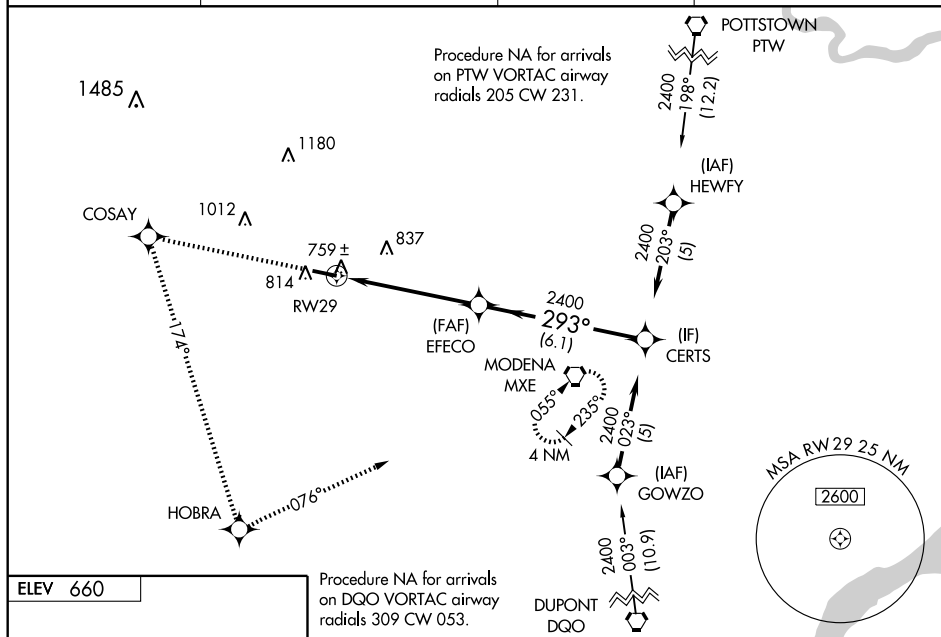 POTTSTOWN
PTW
Procedure NA for arrivals
on PTW VORTAC airway
radials 205 CW 231.
2400
198°
(12.2)
1485
1180
(IAF)
HEWFY
1012
COSAY
837
759 ±
814
RW29
2400
203°
(5)
(FAF)
EFECO
2400
293°
(6.1)
(IF)
CERTS
MODENA
MXE
055°
235°
4 NM
2400
023°
(5)
174°
(IAF)
GOWZO
MSA RW 29 25 NM
2600
HOBRA
076°
2400
003°
(10.9)
ELEV 660
Procedure NA for arrivals
on DQO VORTAC airway
radials 309 CW 053.
DUPONT
DQO